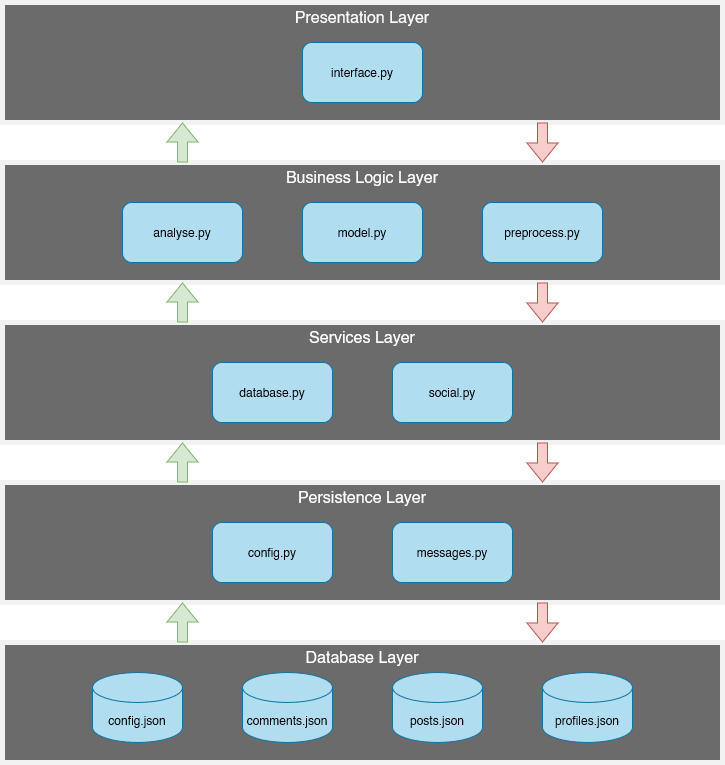 Presentation Layer
interface.py
Business Logic Layer
analyse.py
model.py
preprocess.py
Services Layer
database.py
social.py
Persistence Layer
config.py
messages.py
Database Layer
config.json
comments.json
posts.json
profiles.json